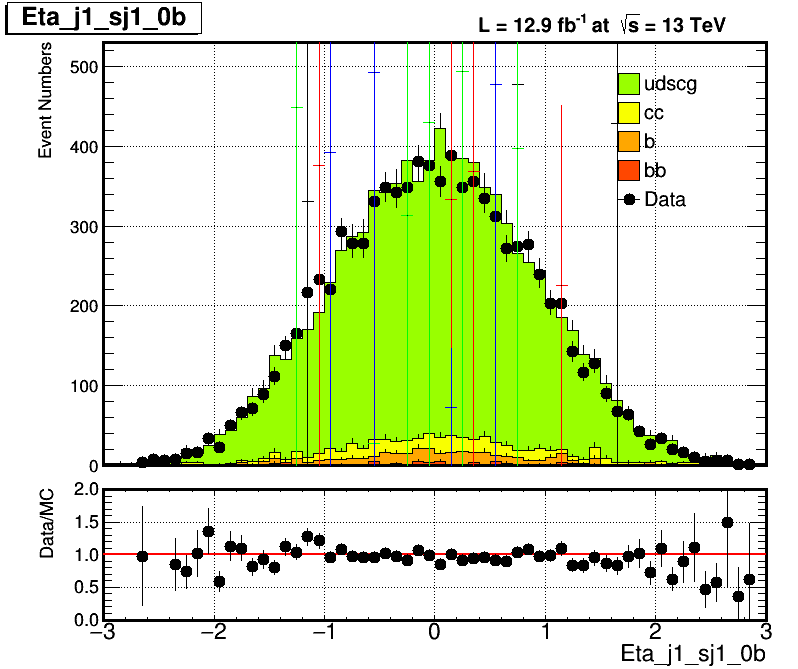 Eta_j1_sj1_0b
L = 12.9 fb⁻¹ at √s = 13 TeV
Event Numbers
500
400
300
200
100
0
udscg
cc
b
bb
Data
Data/MC
2.0
1.5
1.0
0.5
0.0
−3 −2 −1 0 1 2 3
Eta_j1_sj1_0b